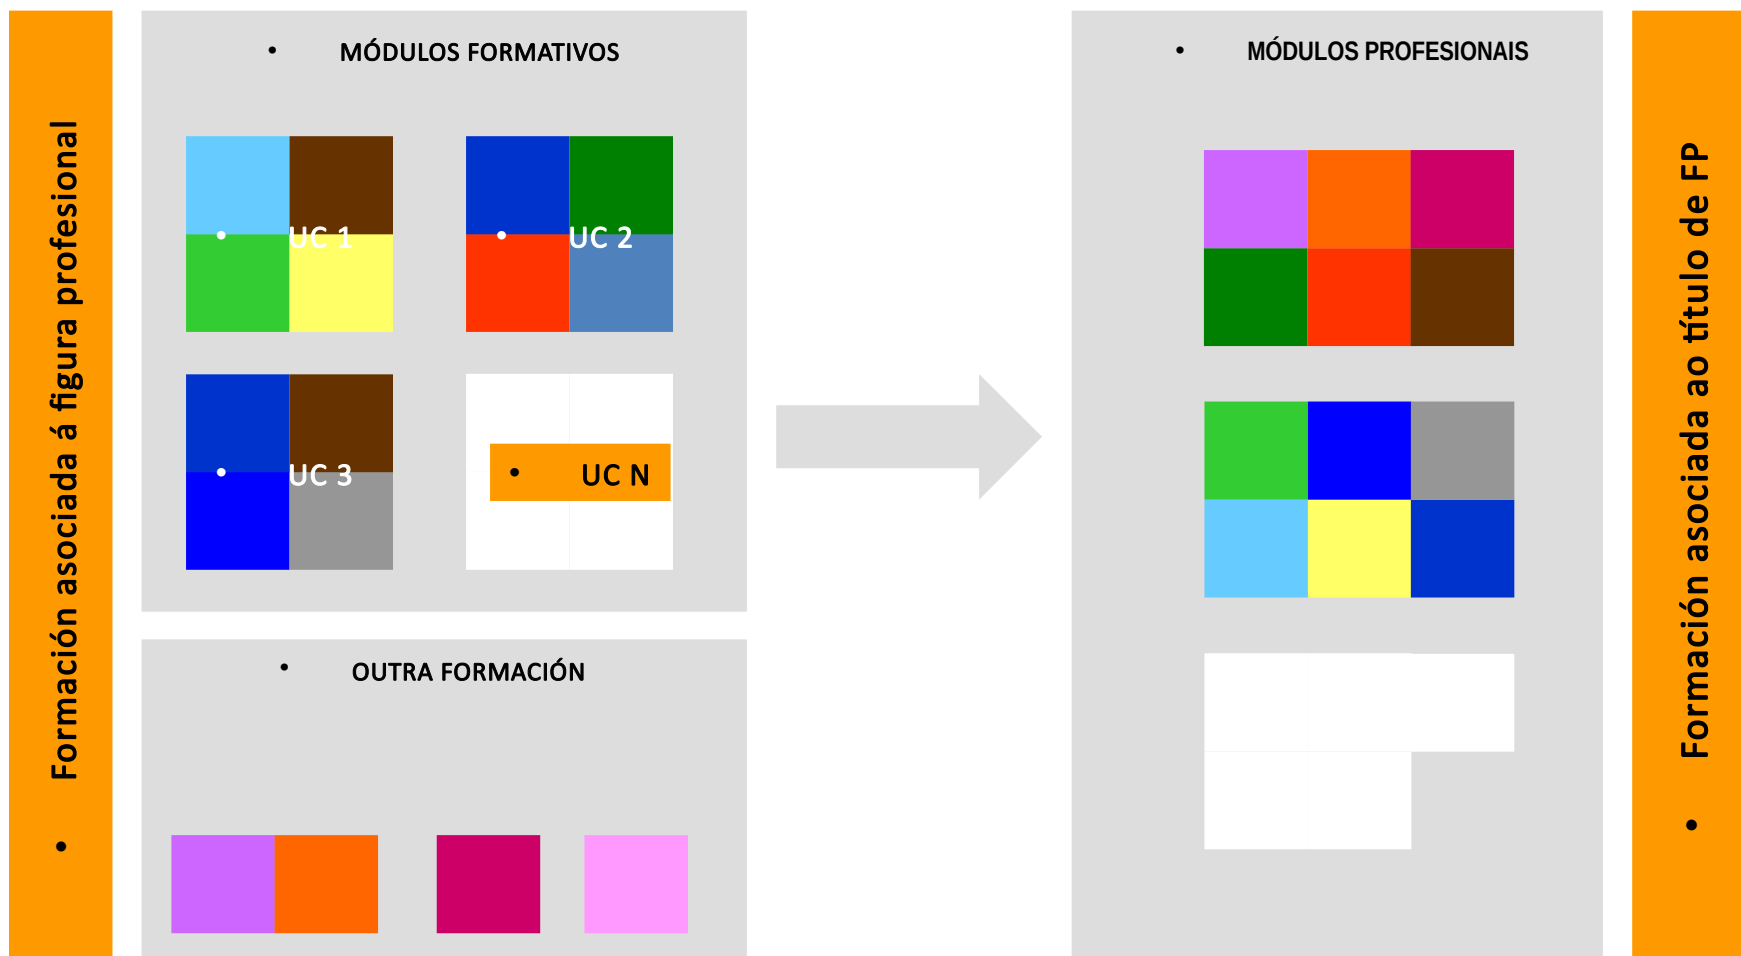 Formación asociada á figura profesional
• MÓDULOS FORMATIVOS
• UC 1
• UC 2
• UC 3
• UC N
• OUTRA FORMACIÓN
• MÓDULOS PROFESIONAIS
• Formación asociada ao título de FP